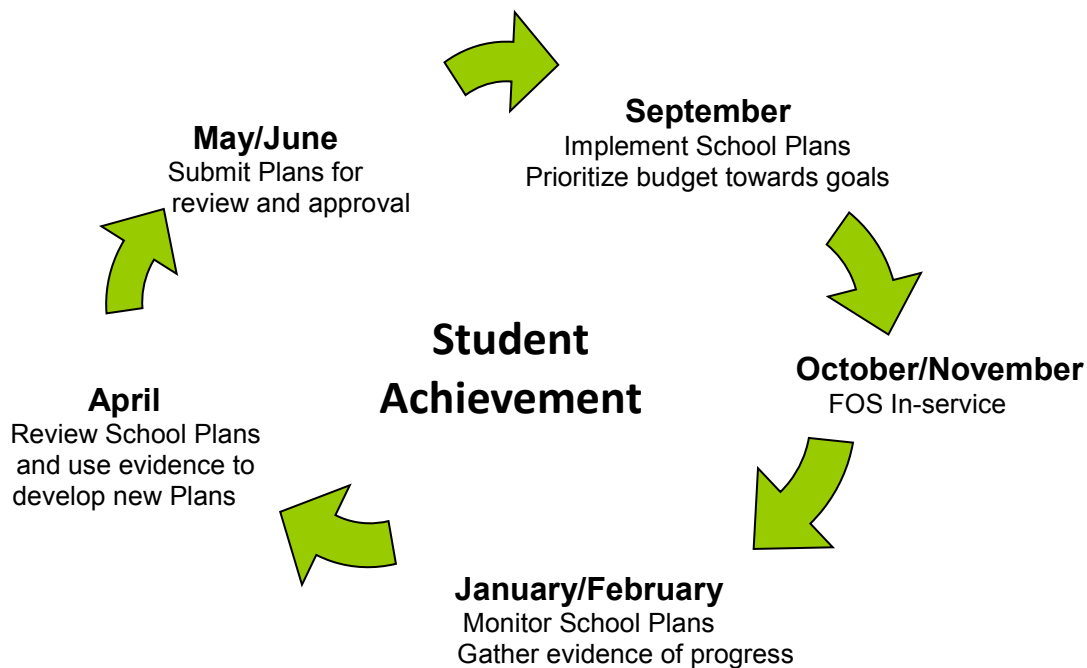 May/June
Submit Plans for
review and approval
September
Implement School Plans
Prioritize budget towards goals
Student
Achievement
October/November
FOS In-service
April
Review School Plans
and use evidence to
develop new Plans
January/February
Monitor School Plans
Gather evidence of progress